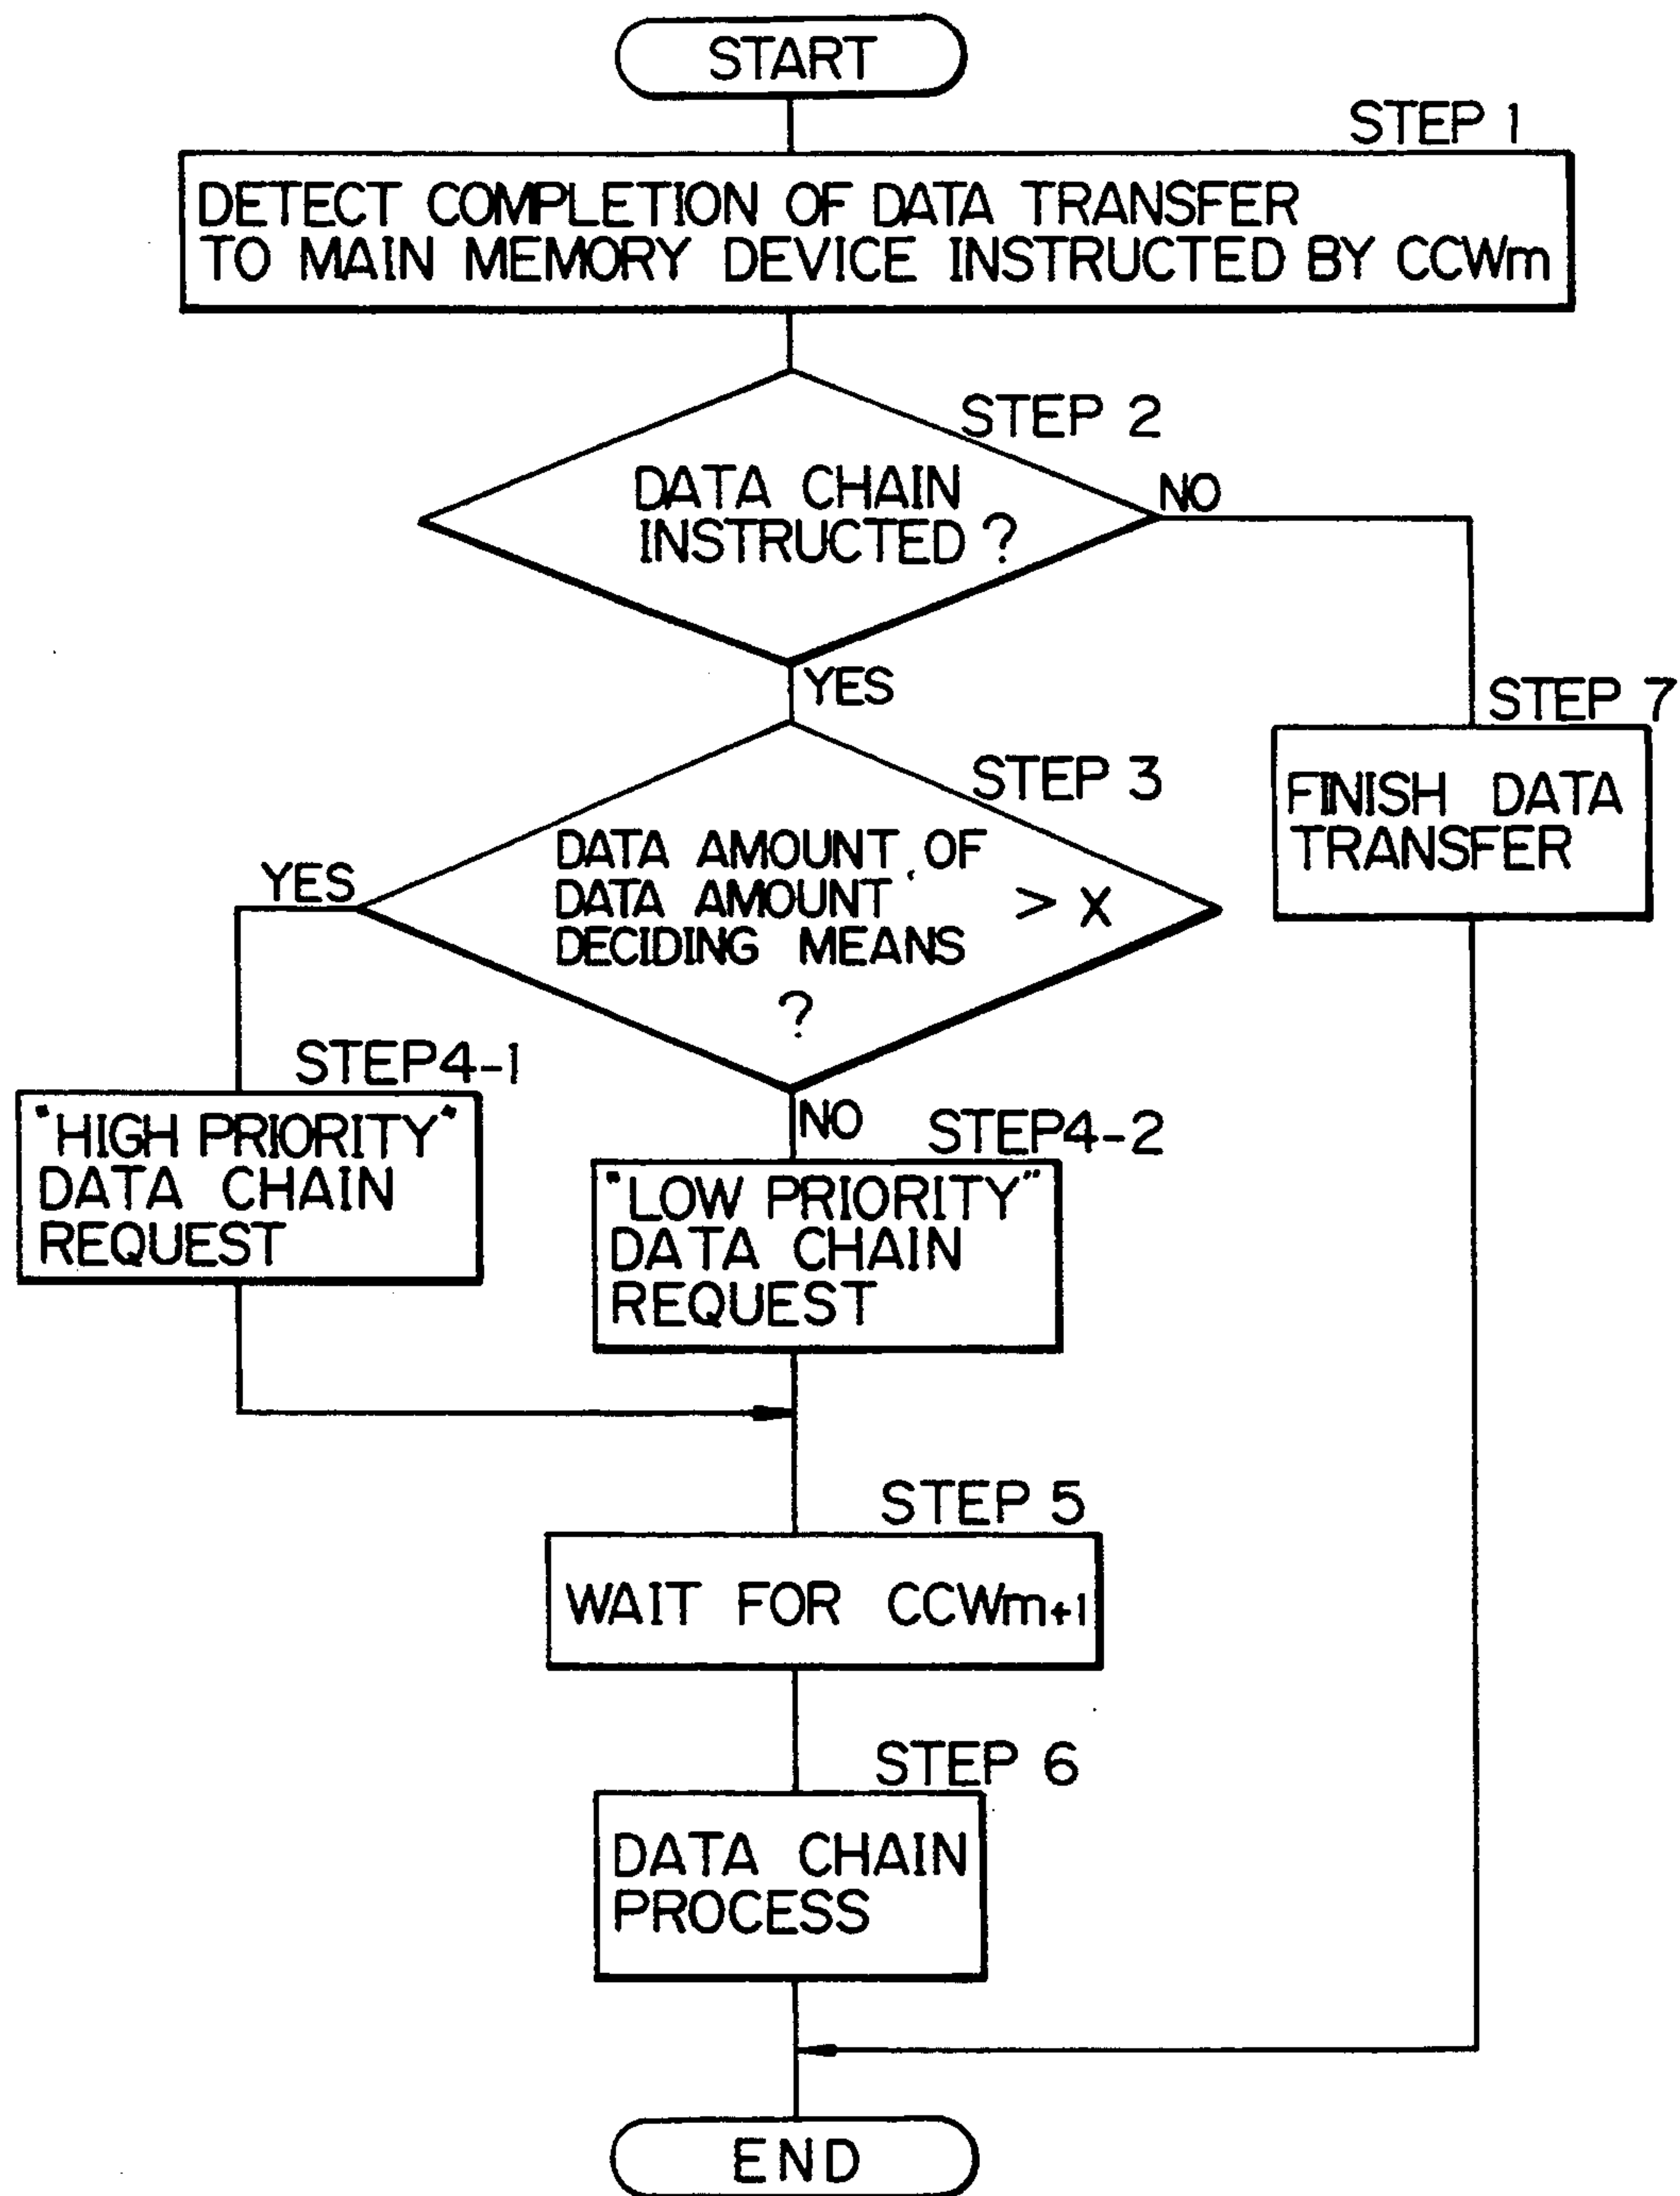 START
STEP 1
DETECT COMPLETION OF DATA TRANSFER
TO MAIN MEMORY DEVICE INSTRUCTED BY CCWm
STEP 2
DATA CHAIN
INSTRUCTED ?
NO
YES
STEP 7
FINISH DATA
TRANSFER
STEP 3
DATA AMOUNT OF
DATA AMOUNT > X
DECIDING MEANS
?
YES
NO
STEP4-1
"HIGH PRIORITY"
DATA CHAIN
REQUEST
STEP4-2
"LOW PRIORITY"
DATA CHAIN
REQUEST
STEP 5
WAIT FOR CCWm+1
STEP 6
DATA CHAIN
PROCESS
END